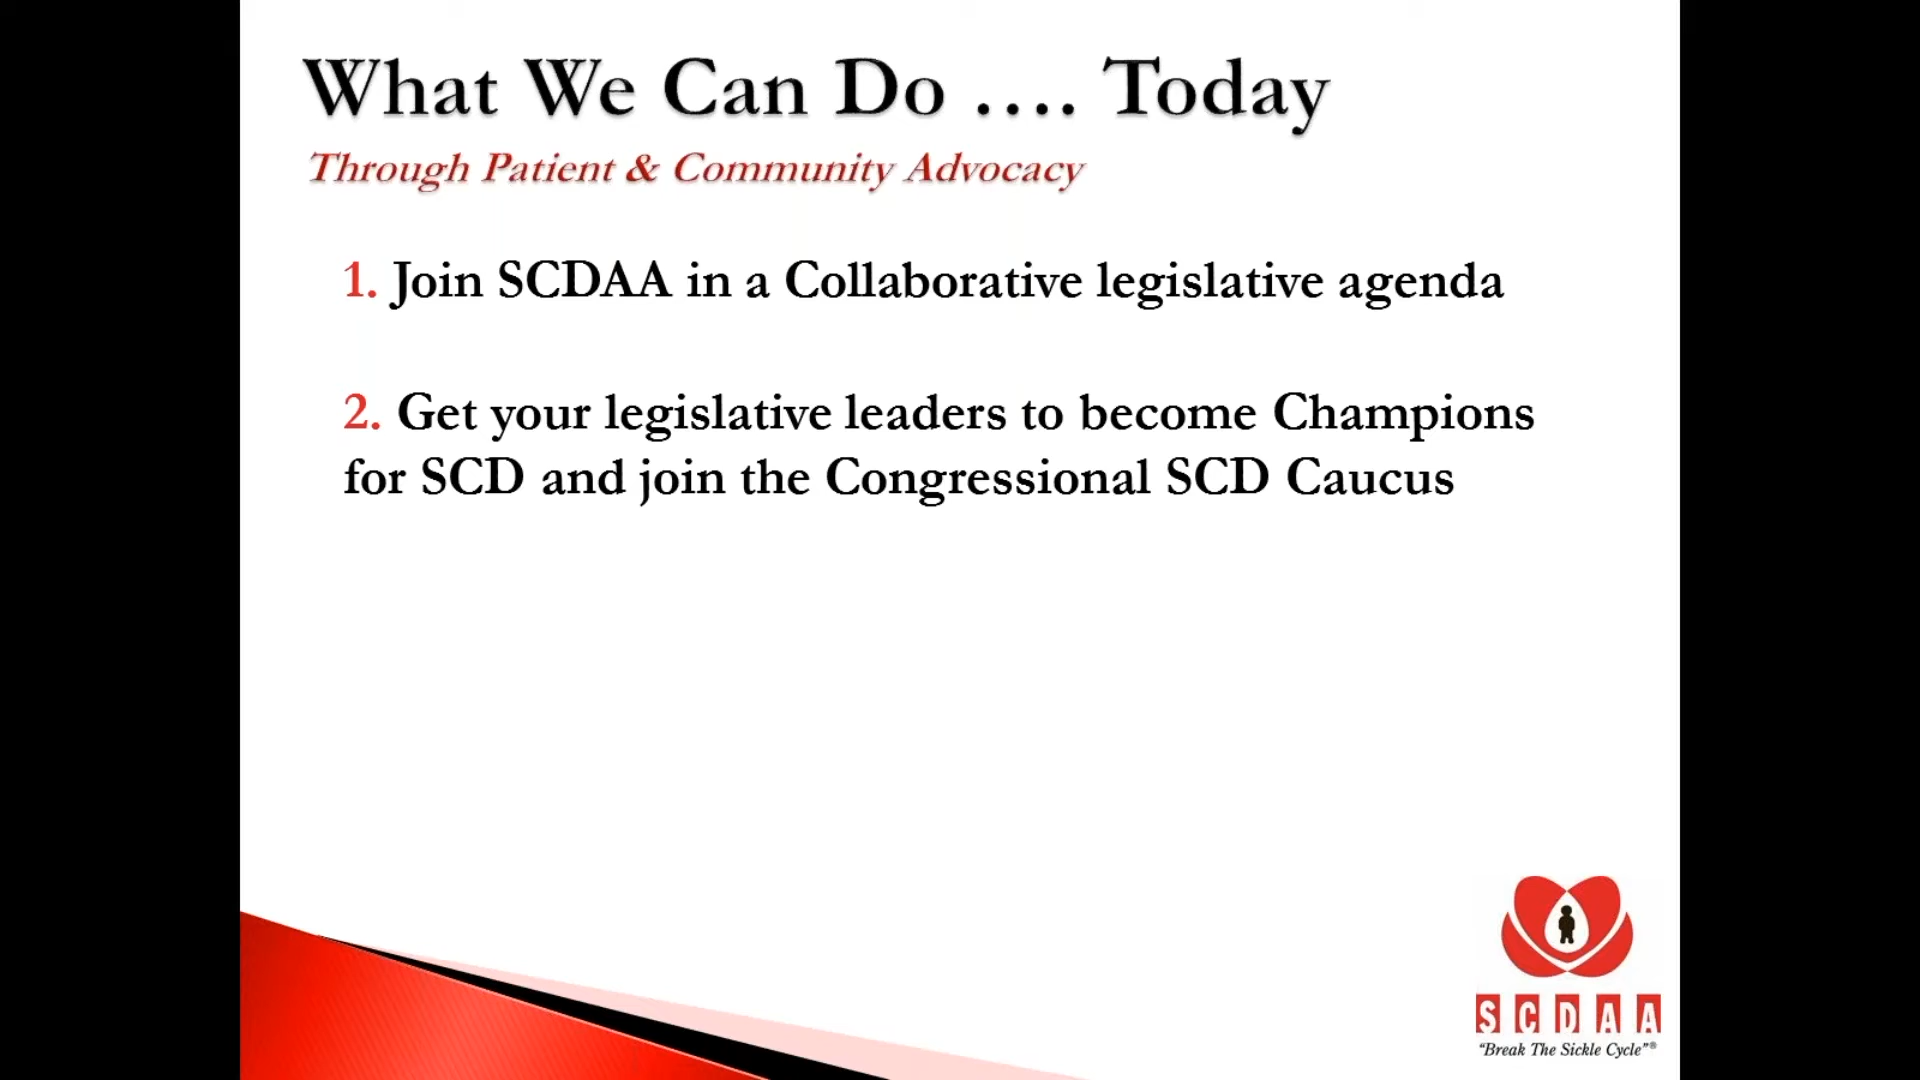 What We Can Do .... Today
Through Patient & Community Advocacy
1. Join SCDAA in a Collaborative legislative agenda
2. Get your legislative leaders to become Champions
for SCD and join the Congressional SCD Caucus
SCDAA
"Break The Sickle Cycle"®